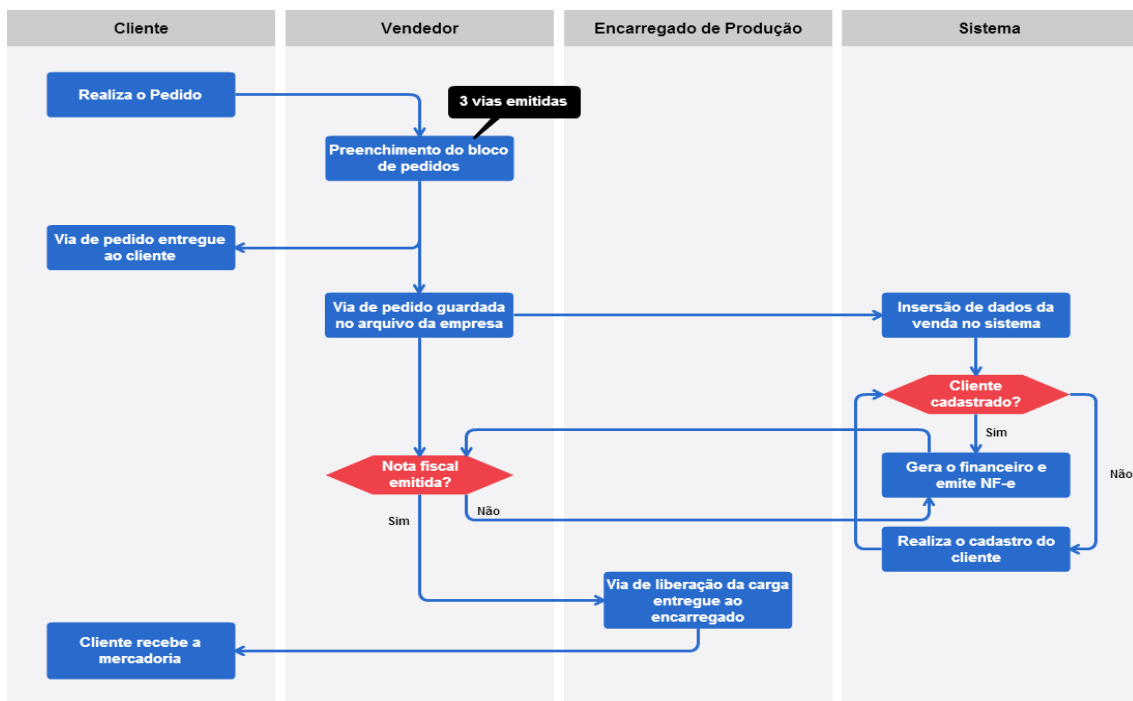 Cliente
Vendedor
Encarregado de Produção
Sistema
Realiza o Pedido
3 vias emitidas
Preenchimento do bloco
de pedidos
Via de pedido entregue
ao cliente
Via de pedido guardada
no arquivo da empresa
Insersão de dados da
venda no sistema
Cliente
cadastrado?
Sim
Não
Nota fiscal
emitida?
Gera o financeiro e
emite NF-e
Sim
Não
Realiza o cadastro do
cliente
Via de liberação da carga
entregue ao
encarregado
Cliente recebe a
mercadoria